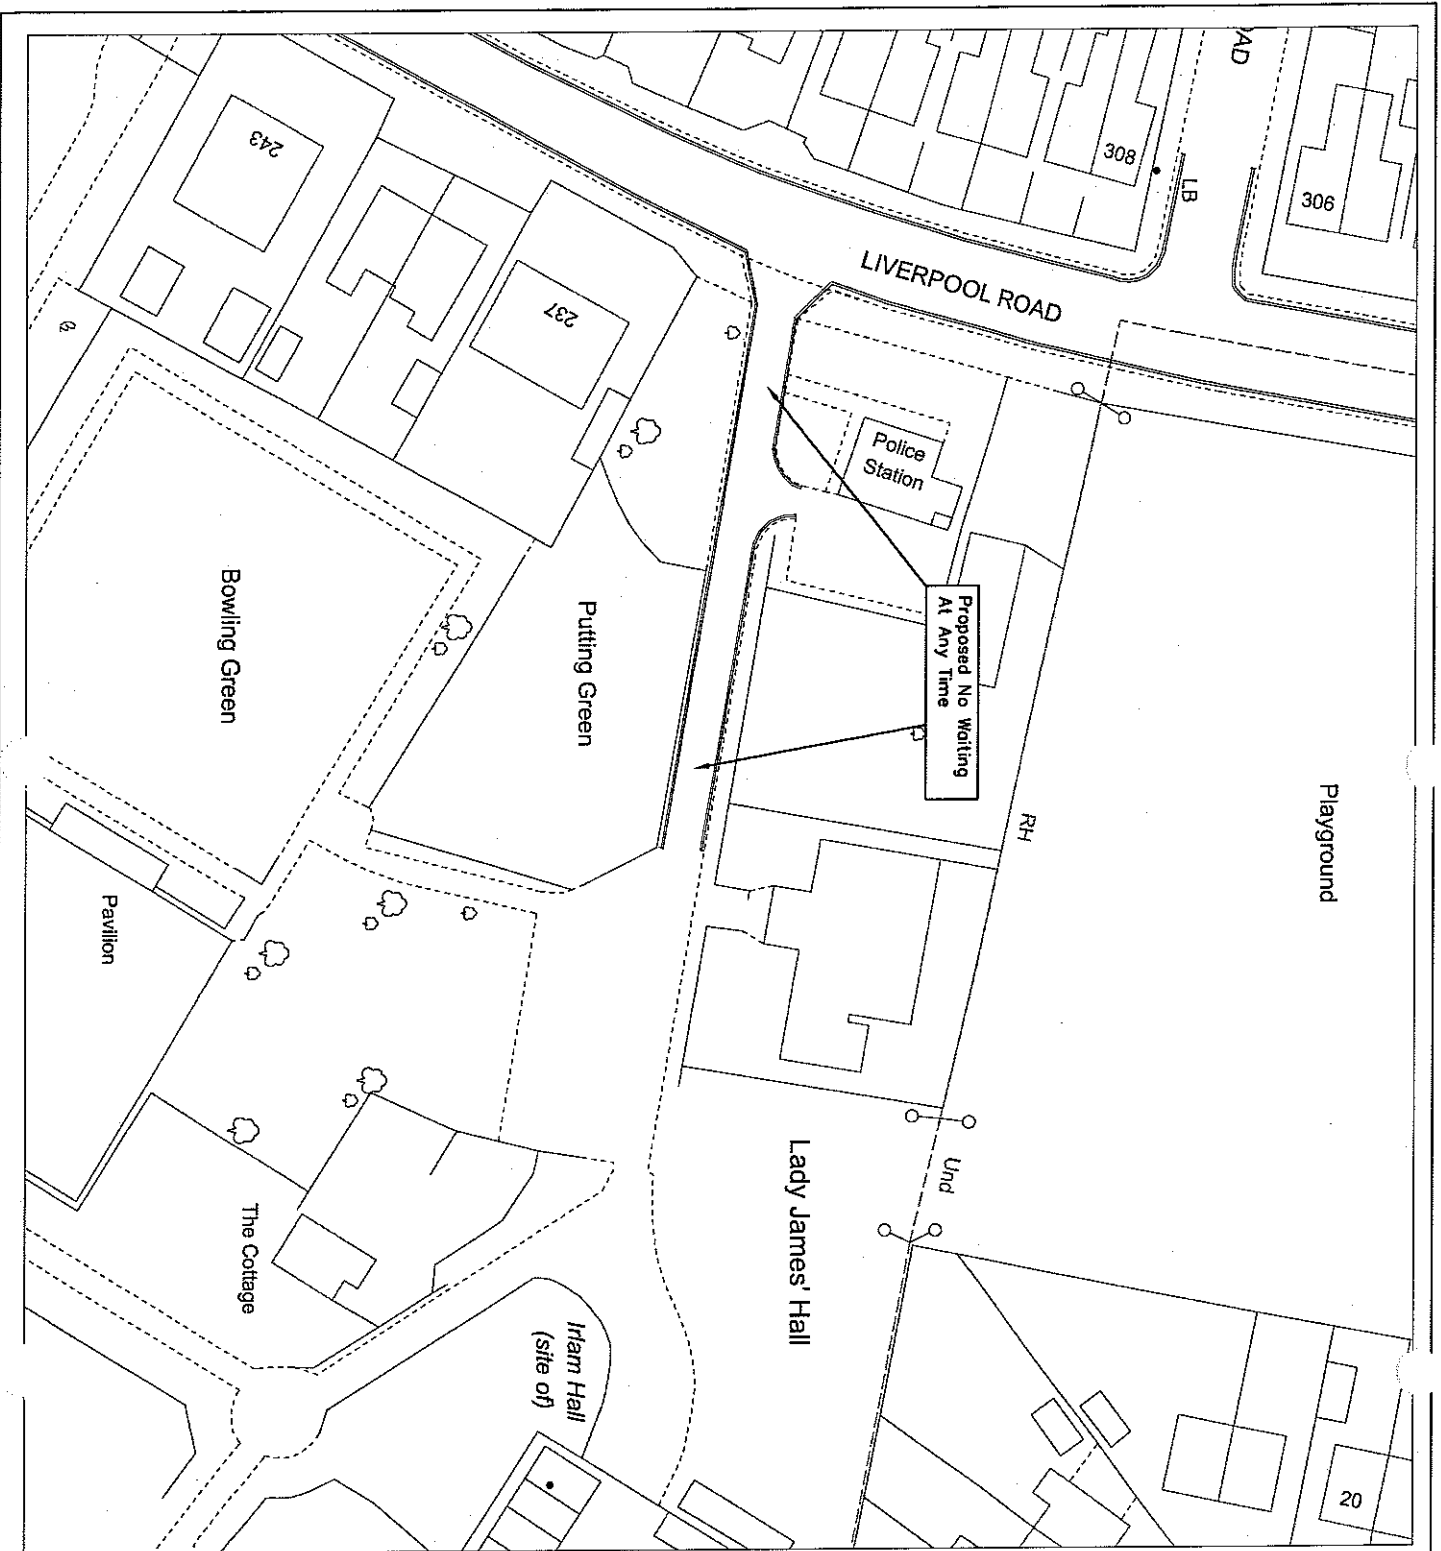 OAD
306
308
LB
LIVERPOOL ROAD
243
237
Police
Station
Proposed No Waiting
At Any Time
Playground
RH
Putting Green
Bowling Green
Pavilion
Lady James' Hall
Und
The Cottage
Irlam Hall
(site of)
20